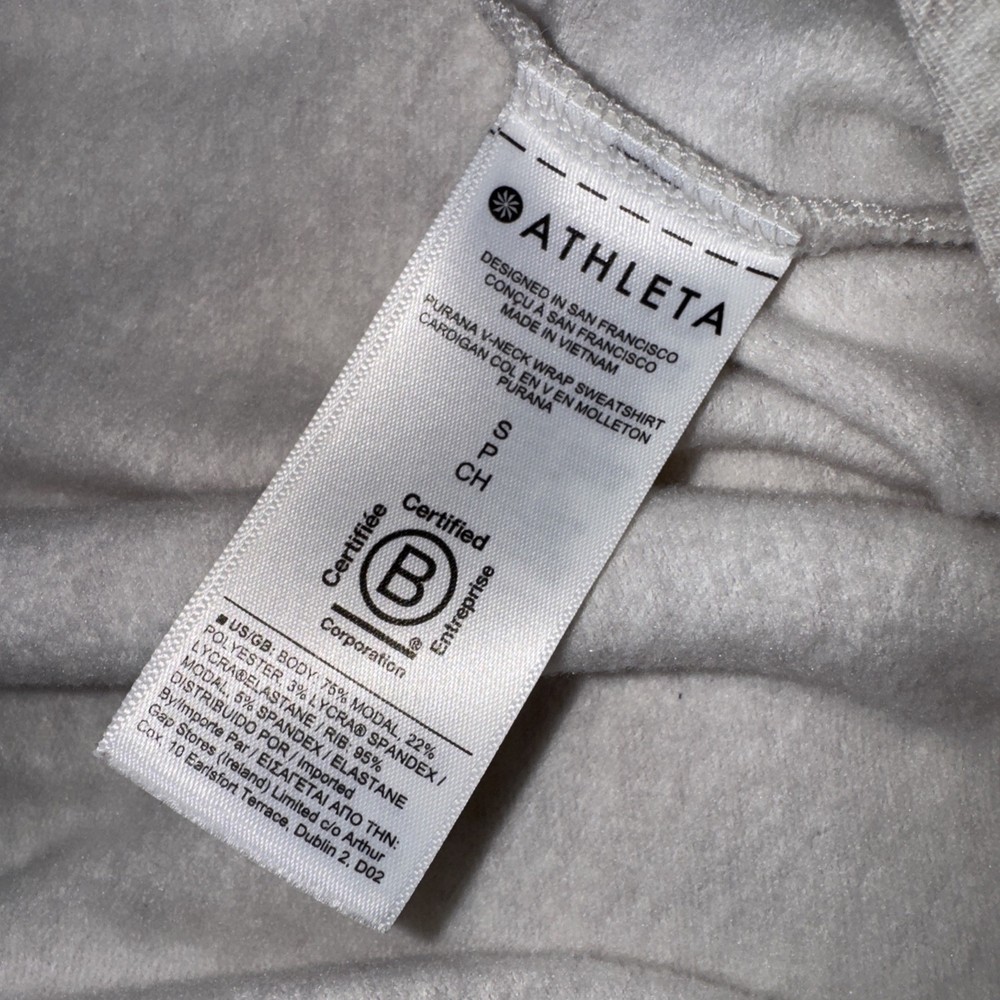 ATHLETA
DESIGNED IN SAN FRANCISCO
CONÇU À SAN FRANCISCO
MADE IN VIETNAM
PURANA V-NECK WRAP SWEATSHIRT
CARDIGAN COL EN V EN MOLLETON
PURANA
S
P
CH
Certified
Certifiée
B
Entreprise
®
Corporation
■ US/GB: BODY: 75% MODAL, 22%
POLYESTER, 3% LYCRA® SPANDEX /
LYCRA®ELASTANE / RIB: 95%
MODAL, 5% SPANDEX / ELASTANE
DISTRIBUIDO POR / Imported
By/Importe Par / ΕΙΣΑΓΕΤΑΙ ΑΠΟ ΤΗΝ:
Gap Stores (Ireland) Limited c/o Arthur
Cox, 10 Earlsfort Terrace, Dublin 2, D02